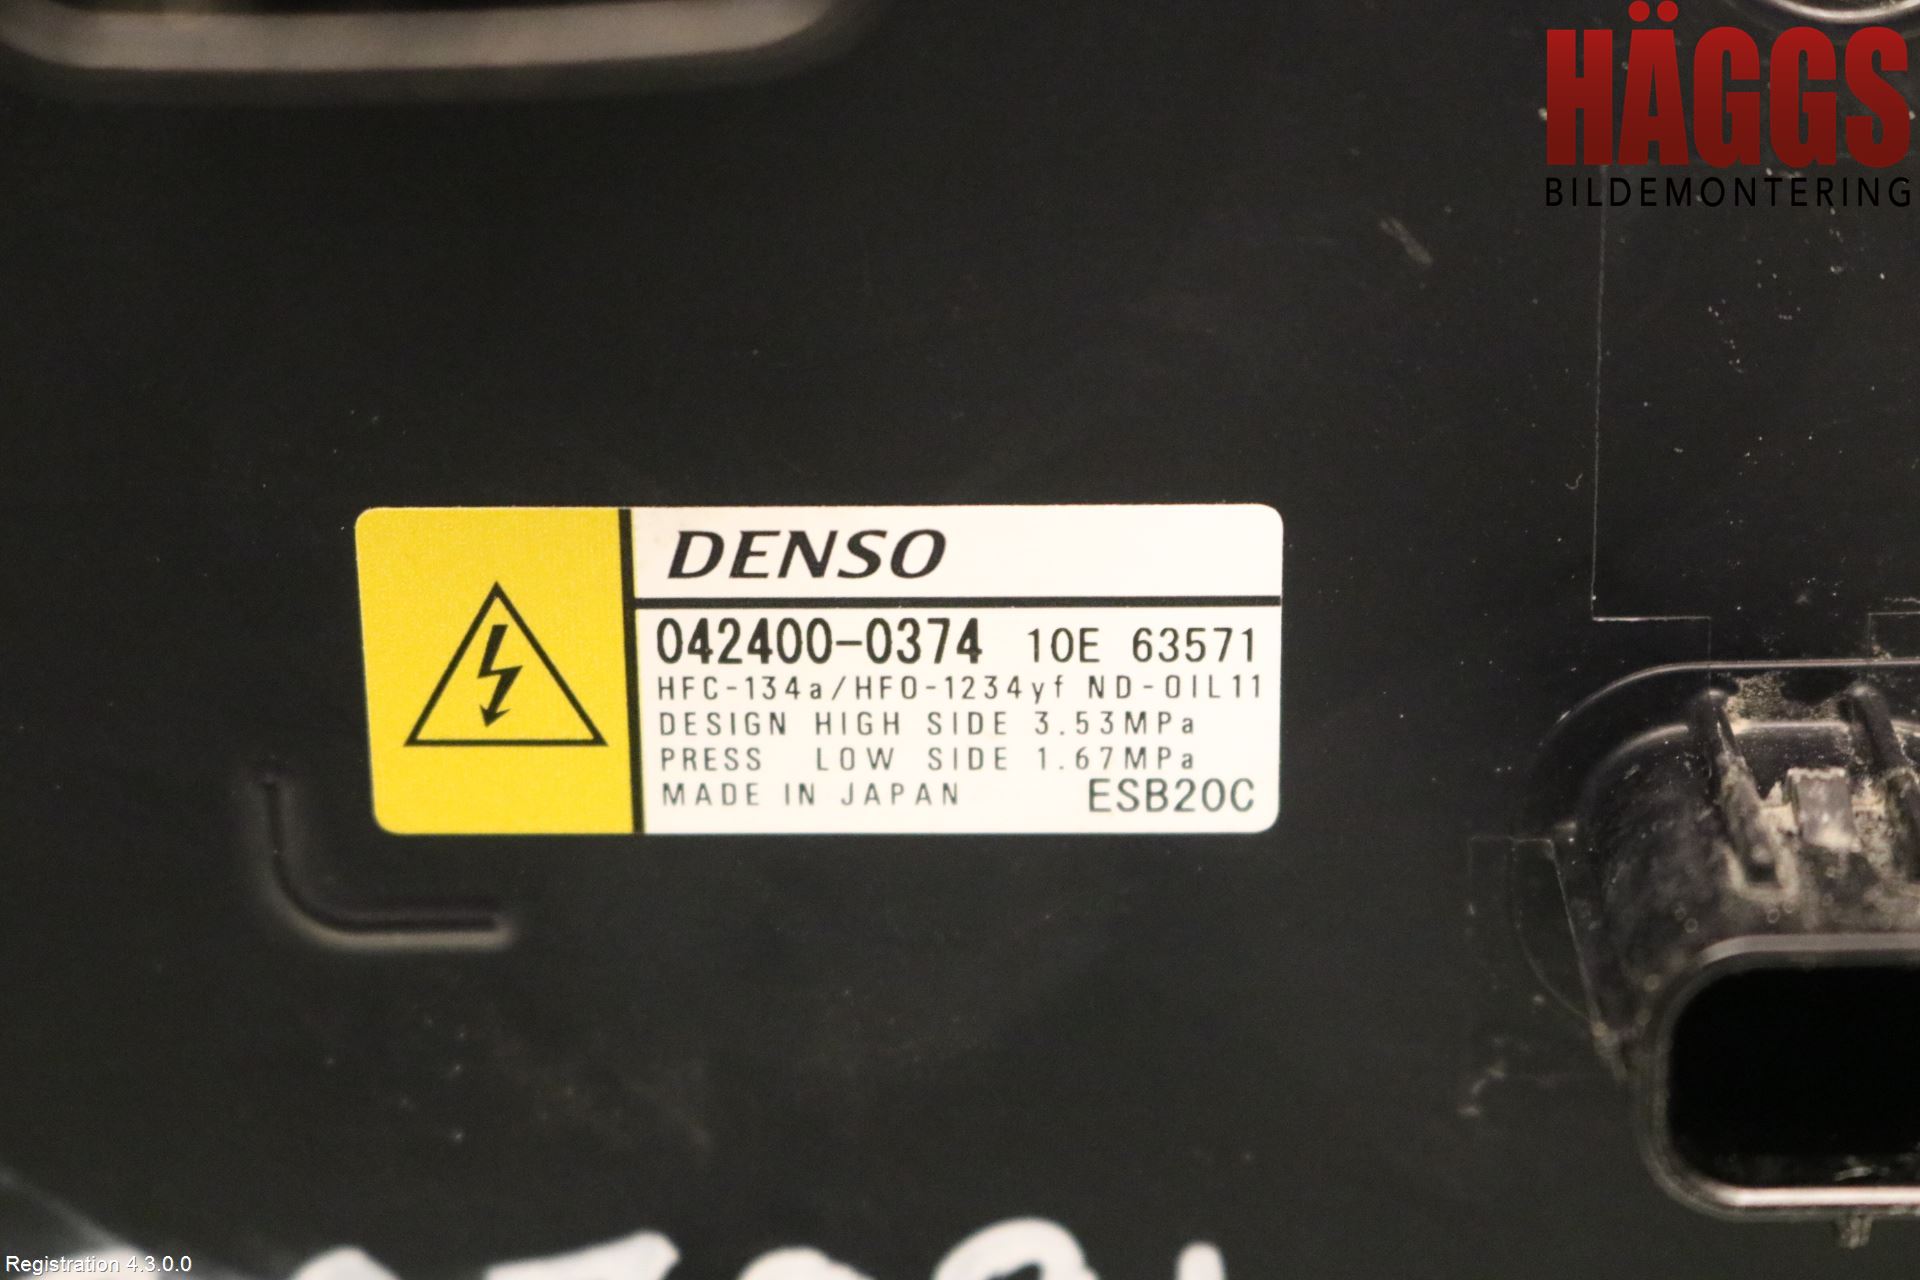 HÄGGS
BILDEMONTERING
DENSO
042400-0374 10E 63571
HFC-134a/HFO-1234yf ND-OIL11
DESIGN HIGH SIDE 3.53MPa
PRESS LOW SIDE 1.67MPa
MADE IN JAPAN ESB20C
Registration 4.3.0.0